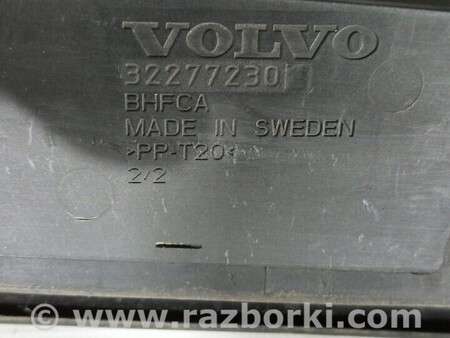 VOLVO
32277230
BHFCA
MADE IN SWEDEN
>PP-T20<
2/2
www.razborki.com